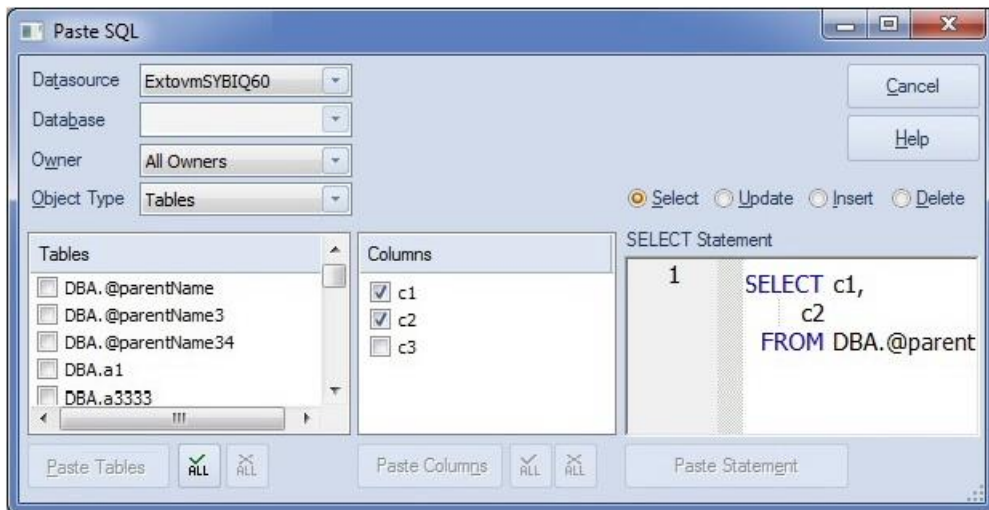 Paste SQL
Datasource ExtovmSYBIQ60
Cancel
Database
Help
Owner All Owners
Object Type Tables
Select Update Insert Delete
SELECT Statement
Tables
DBA.@parentName
DBA.@parentName3
DBA.@parentName34
DBA.a1
DBA.a3333
Columns
c1
c2
c3
1 SELECT c1,
c2
FROM DBA.@parent
Paste Tables ALL ALL
Paste Columns ALL ALL
Paste Statement